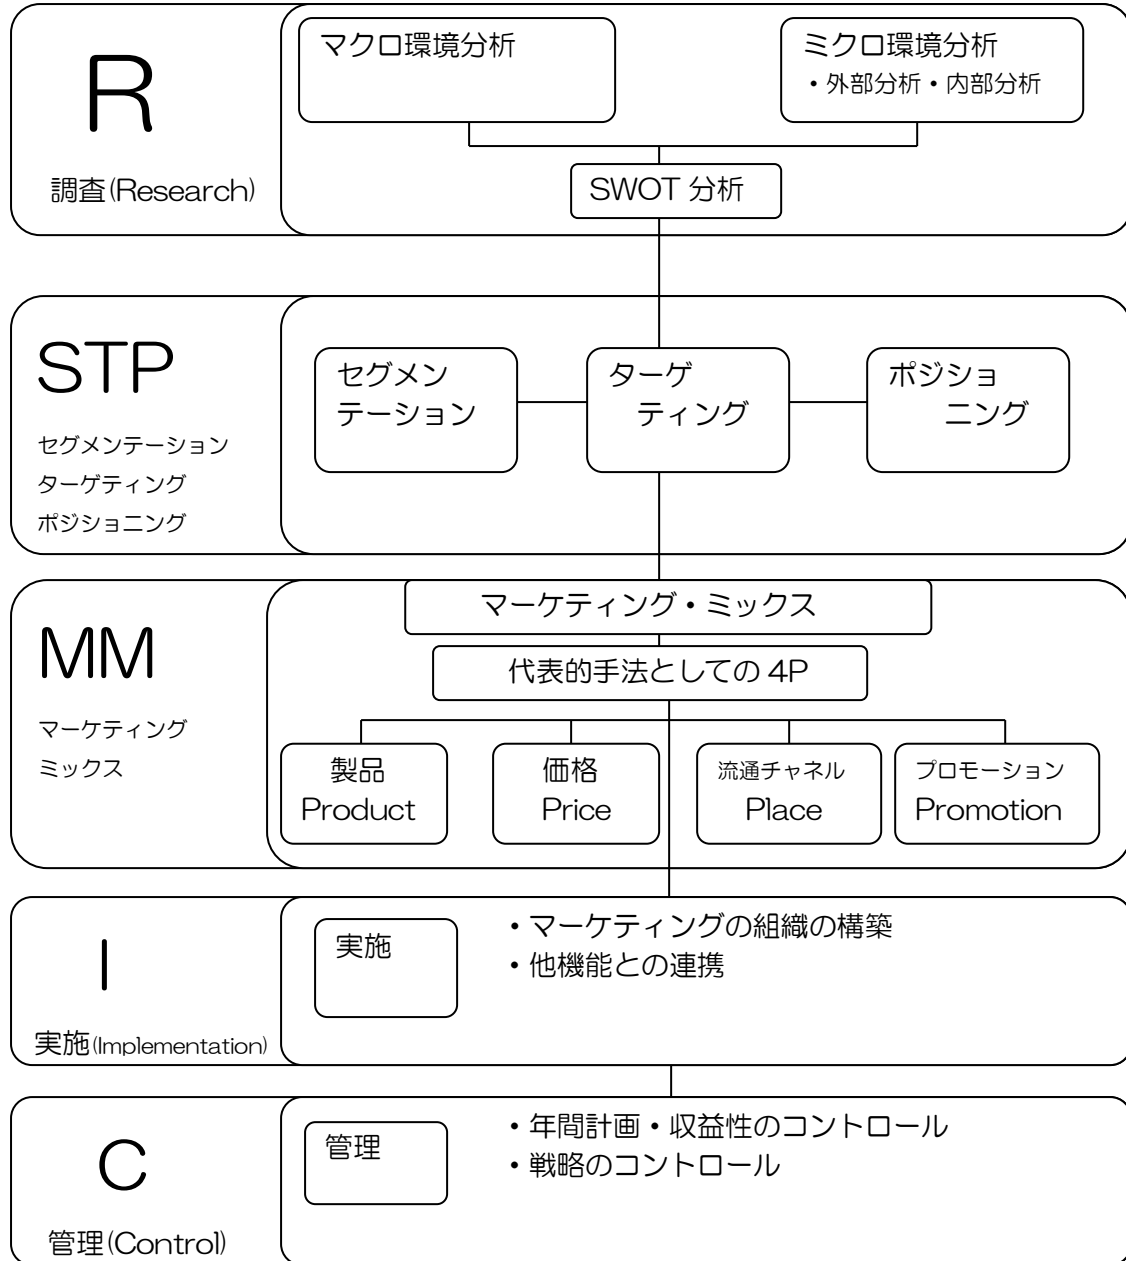 R
調査(Research)
マクロ環境分析
ミクロ環境分析
・外部分析・内部分析
SWOT 分析
STP
セグメンテーション
ターゲティング
ポジショニング
セグメン
テーション
ターゲ
ティング
ポジショ
ニング
MM
マーケティング
ミックス
マーケティング・ミックス
代表的手法としての 4P
製品
Product
価格
Price
流通チャネル
Place
プロモーション
Promotion
I
実施(Implementation)
実施
・マーケティングの組織の構築
・他機能との連携
C
管理(Control)
管理
・年間計画・収益性のコントロール
・戦略のコントロール